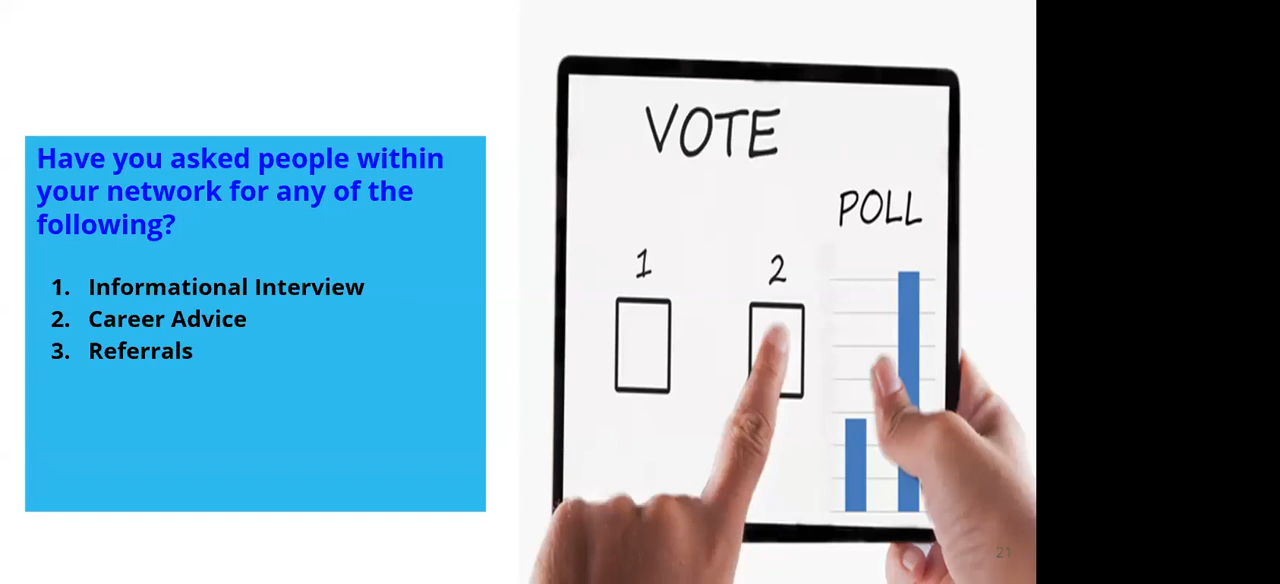 Have you asked people within
your network for any of the
following?
1. Informational Interview
2. Career Advice
3. Referrals
VOTE
POLL
1
2
21